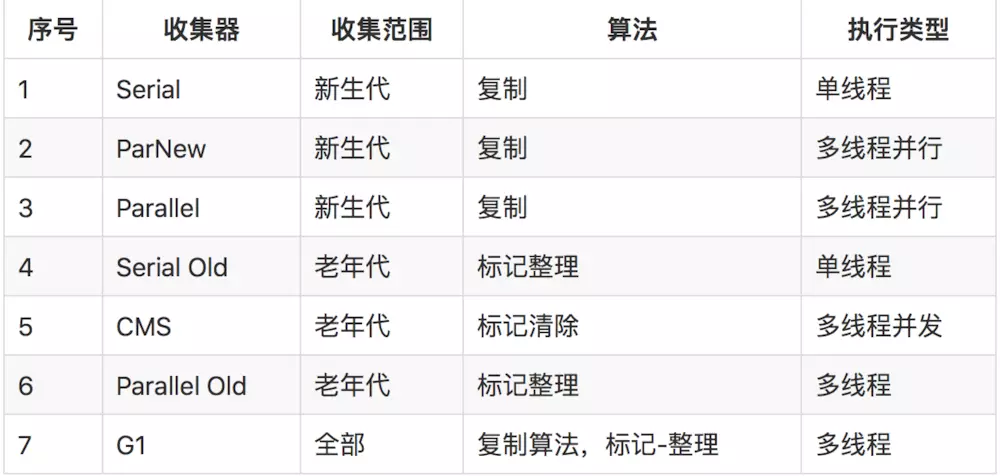 序号 收集器 收集范围 算法 执行类型
1 Serial 新生代 复制 单线程
2 ParNew 新生代 复制 多线程并行
3 Parallel 新生代 复制 多线程并行
4 Serial Old 老年代 标记整理 单线程
5 CMS 老年代 标记清除 多线程并发
6 Parallel Old 老年代 标记整理 多线程
7 G1 全部 复制算法，标记-整理 多线程